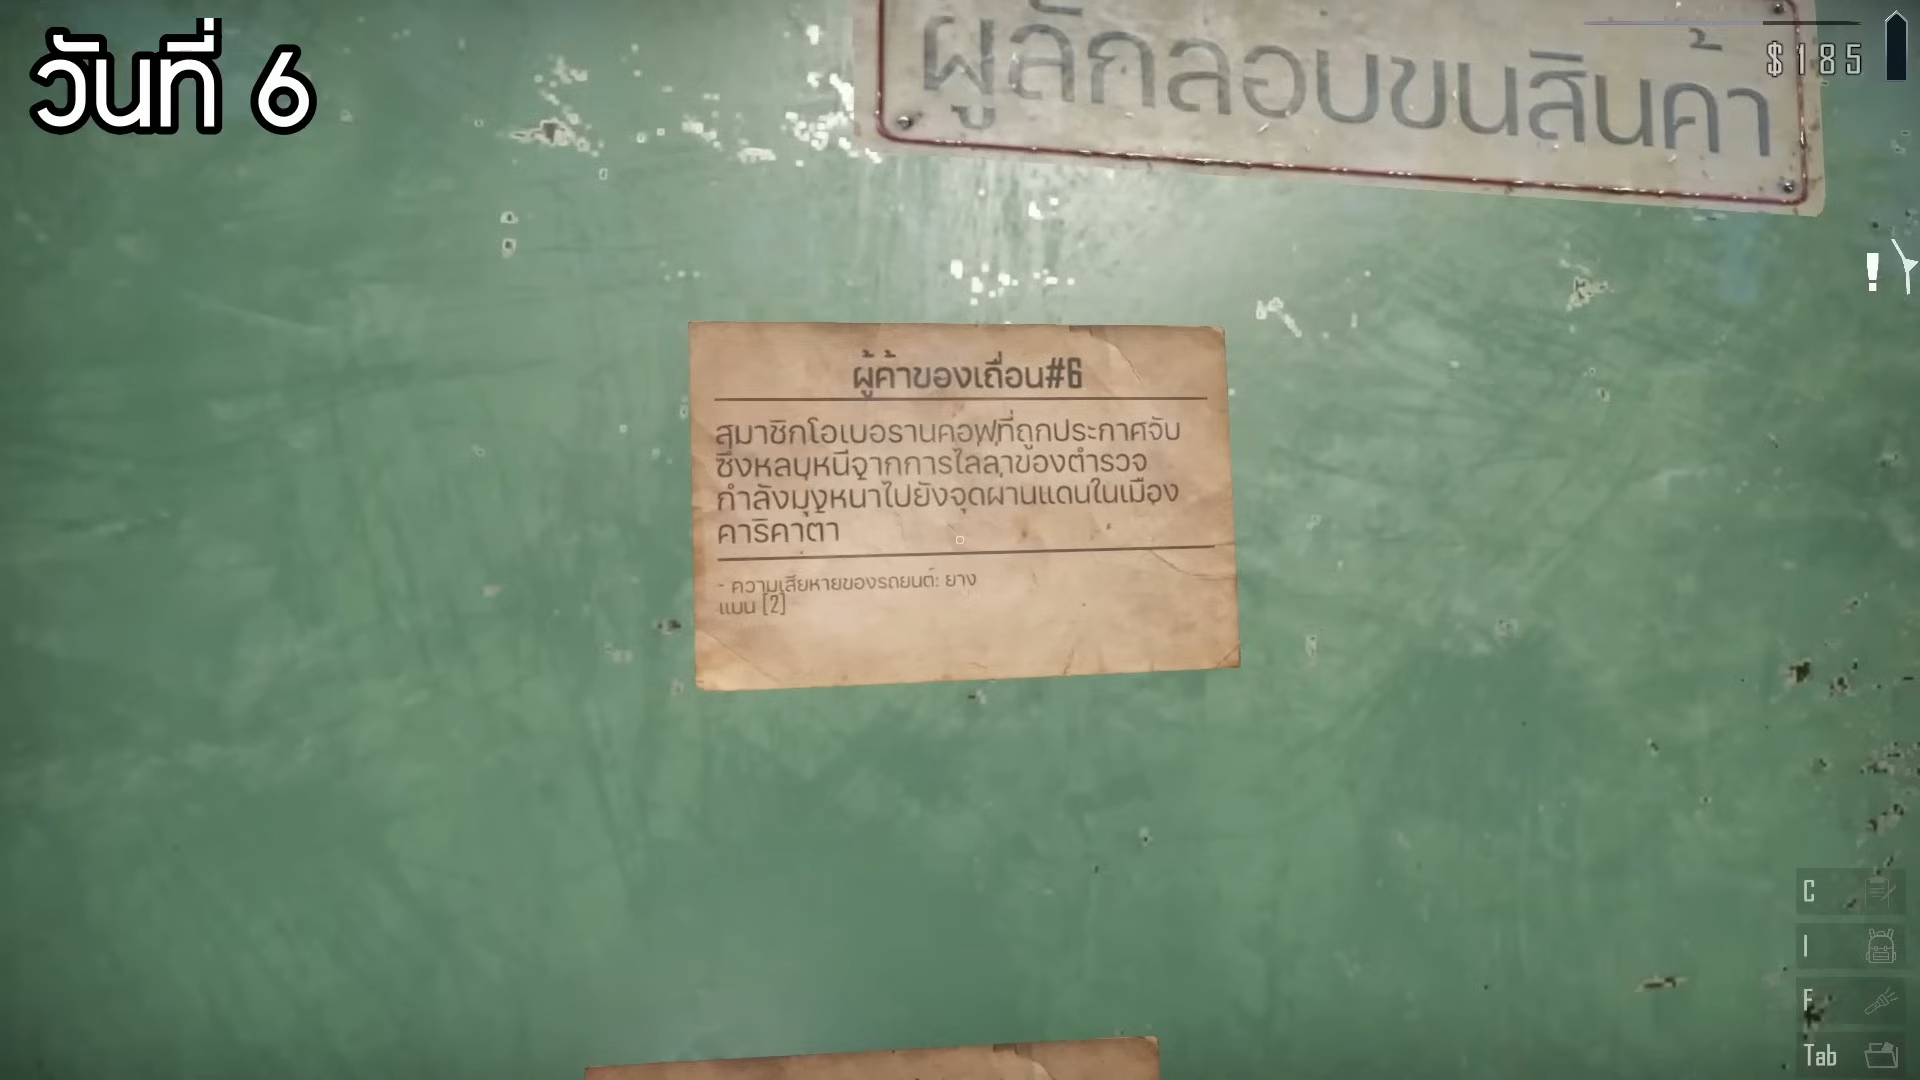 วันที่ 6
ผู้ลักลอบขนสินค้า
$185
ผู้ค้าของเถื่อน#6
สมาชิกโอเบอรานคอฟที่ถูกประกาศจับ
ซึ่งหลบหนีจากการไล่ล่าของตำรวจ
กำลังมุ่งหน้าไปยังจุดผ่านแดนในเมือง
คาริคาตา
- ความเสียหายของรถยนต์: ยาง
แบน [2]
C
I
F
Tab